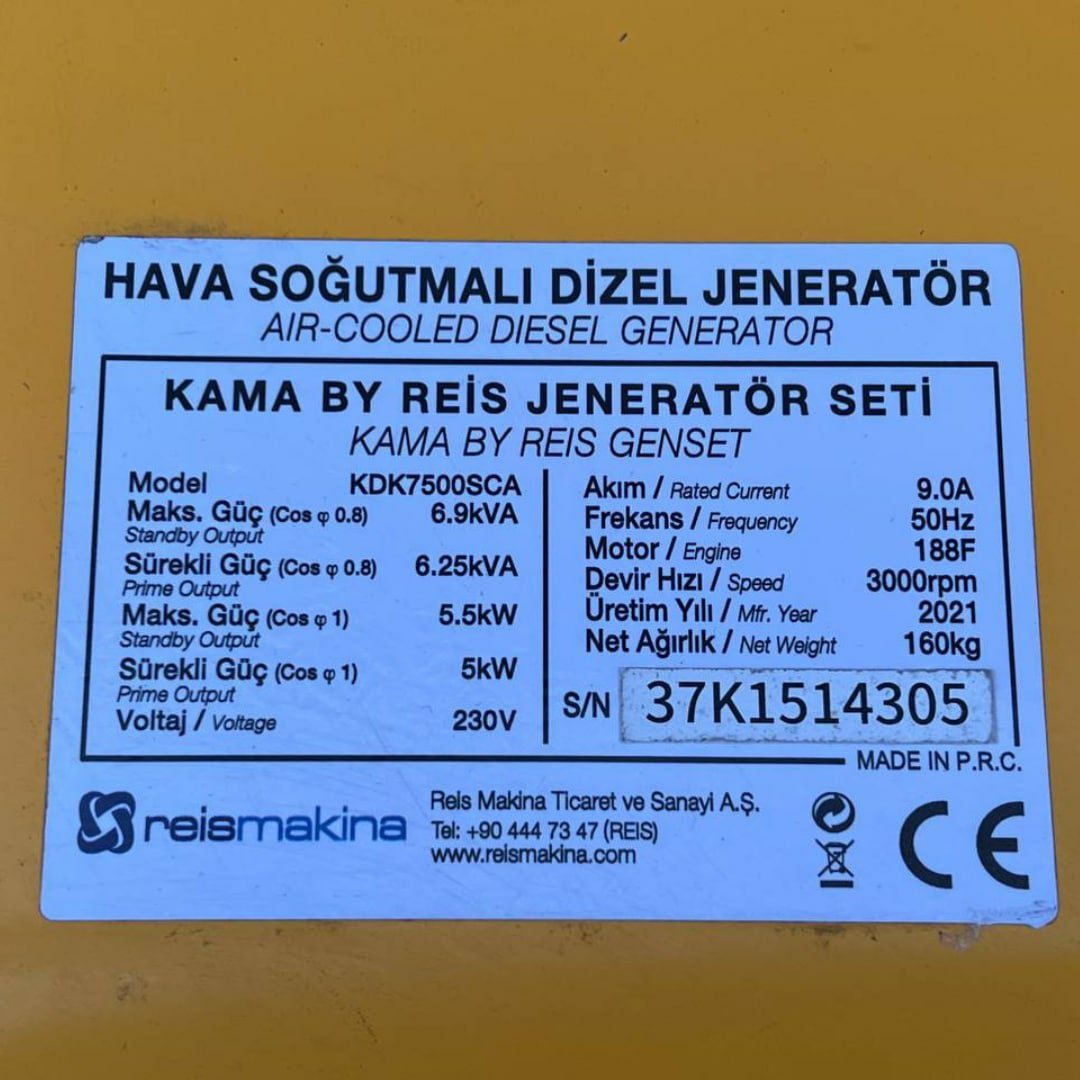 HAVA SOĞUTMALI DİZEL JENERATÖR
AIR-COOLED DIESEL GENERATOR
KAMA BY REİS JENERATÖR SETİ
KAMA BY REIS GENSET
Model KDK7500SCA
Maks. Güç (Cos φ 0.8) 6.9kVA
Standby Output
Sürekli Güç (Cos φ 0.8) 6.25kVA
Prime Output
Maks. Güç (Cos φ 1) 5.5kW
Standby Output
Sürekli Güç (Cos φ 1) 5kW
Prime Output
Voltaj / Voltage 230V
Akım / Rated Current 9.0A
Frekans / Frequency 50Hz
Motor / Engine 188F
Devir Hızı / Speed 3000rpm
Üretim Yılı / Mfr. Year 2021
Net Ağırlık / Net Weight 160kg
S/N 37K1514305
MADE IN P.R.C.
reismakina
Reis Makina Ticaret ve Sanayi A.Ş.
Tel: +90 444 73 47 (REIS)
www.reismakina.com
CE